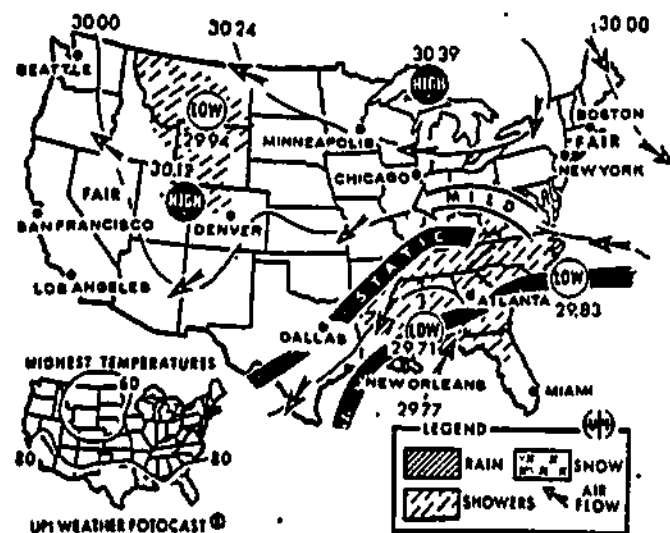 30.00
30.24
30.39
30.00
SEATTLE
HIGH
LOW
BOSTON
29.94
MINNEAPOLIS
FAIR
NEW YORK
30.12
CHICAGO
FAIR
HIGH
MILD
SAN FRANCISCO
DENVER
STATIC
LOS ANGELES
LOW
ATLANTA
29.83
DALLAS
LOW
29.71
HIGHEST TEMPERATURES
60
NEW ORLEANS
MIAMI
29.77
LEGEND
UPI
80
80
RAIN
SNOW
SHOWERS
AIR
FLOW
UPI WEATHER FOTOCAST